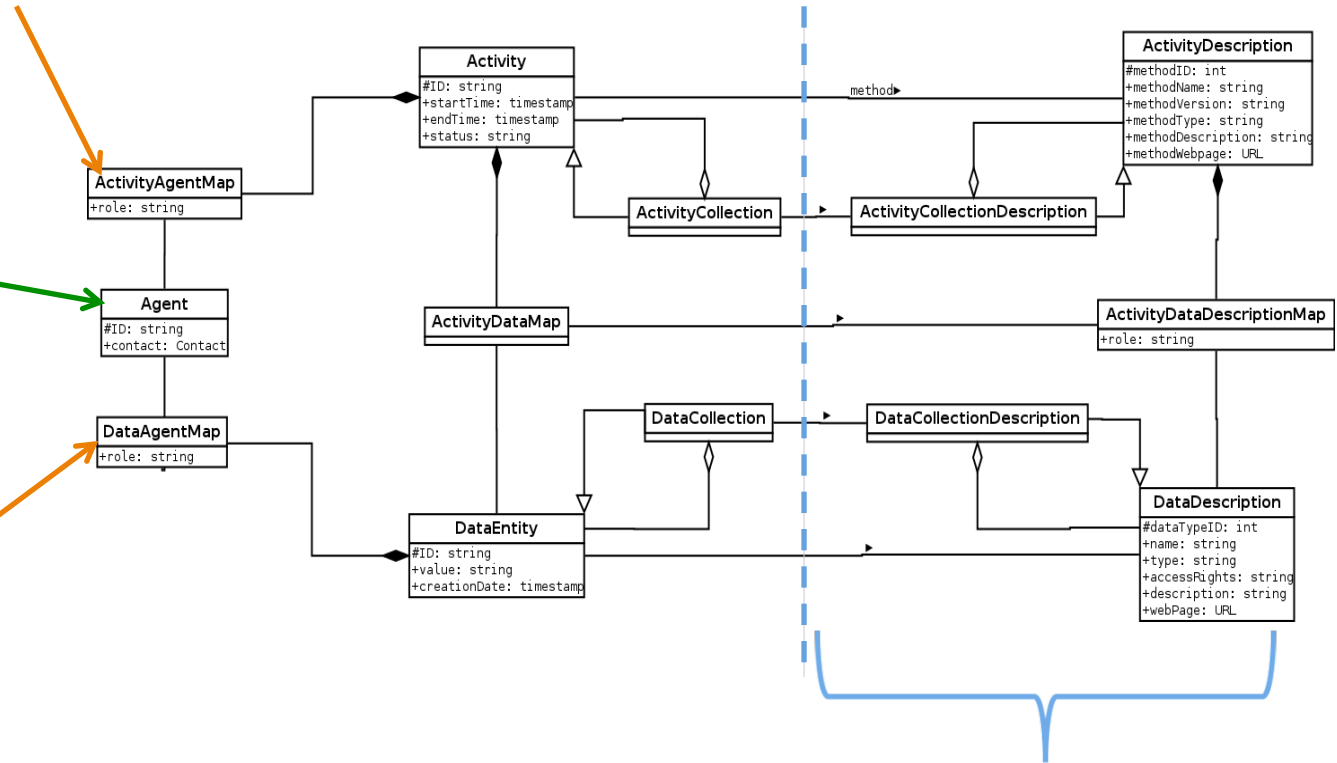 Activity
#ID: string
+startTime: timestamp
+endTime: timestamp
+status: string
method
ActivityDescription
#methodID: int
+methodName: string
+methodVersion: string
+methodType: string
+methodDescription: string
+methodWebpage: URL
ActivityAgentMap
+role: string
ActivityCollection
ActivityCollectionDescription
Agent
#ID: string
+contact: Contact
ActivityDataMap
ActivityDataDescriptionMap
+role: string
DataAgentMap
+role: string
DataCollection
DataCollectionDescription
DataEntity
#ID: string
+value: string
+creationDate: timestamp
DataDescription
#dataTypeID: int
+name: string
+type: string
+accessRights: string
+description: string
+webPage: URL